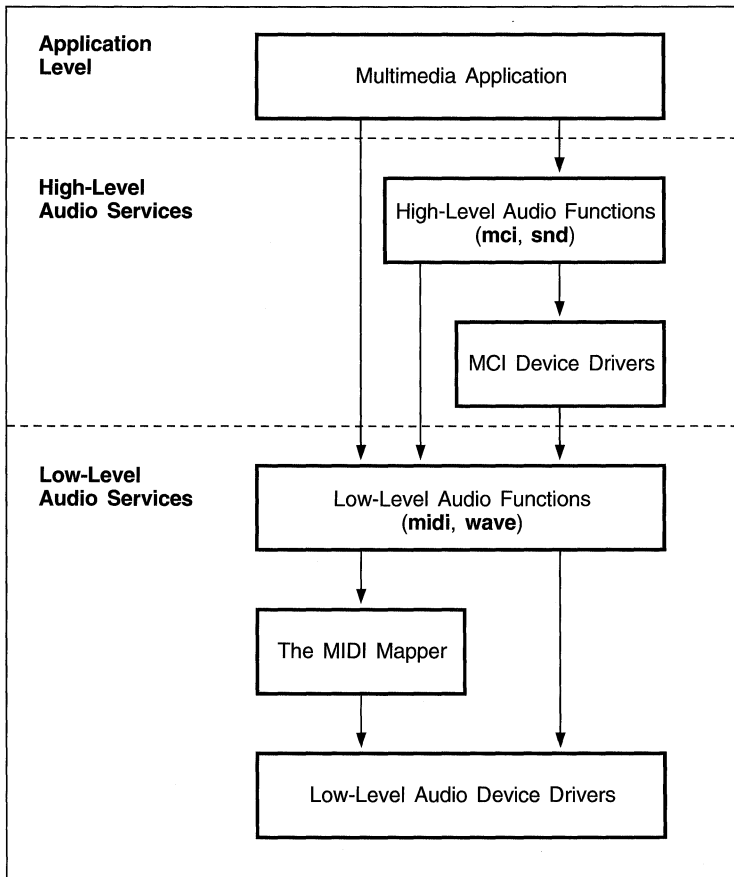 Application
Level
Multimedia Application
High-Level
Audio Services
High-Level Audio Functions
(mci, snd)
MCI Device Drivers
Low-Level
Audio Services
Low-Level Audio Functions
(midi, wave)
The MIDI Mapper
Low-Level Audio Device Drivers